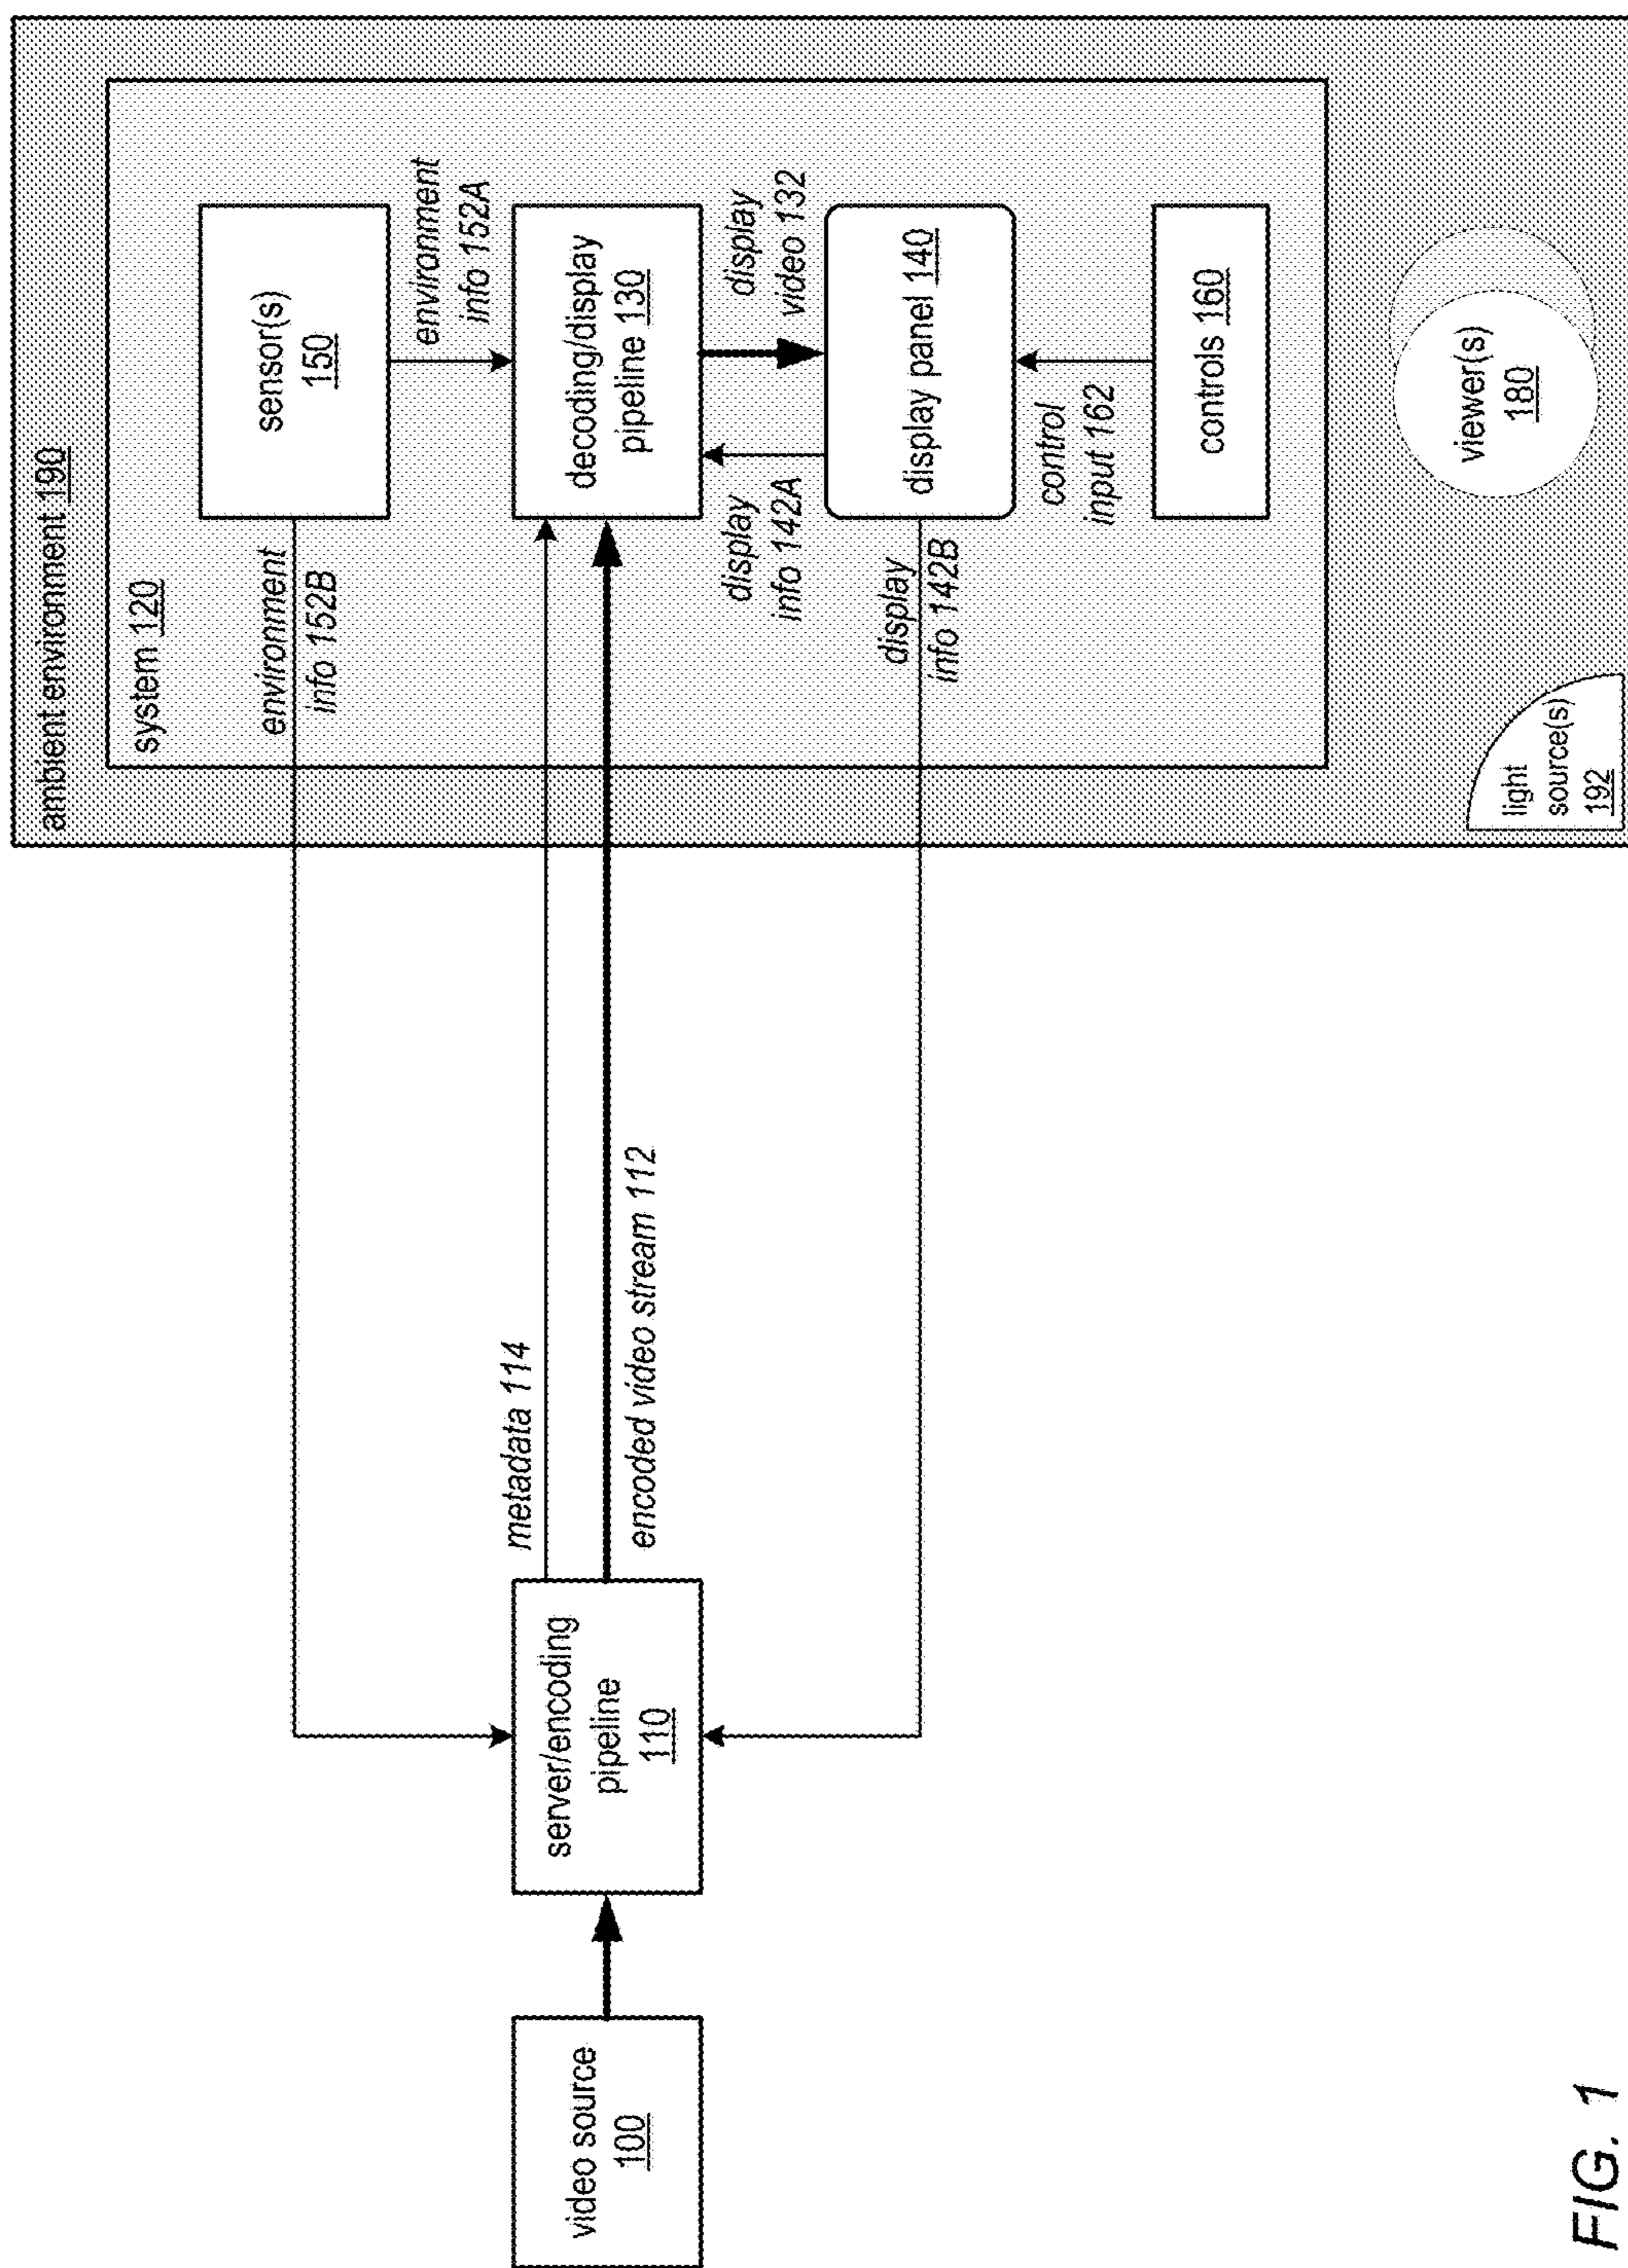 ambient environment 190
system 120
sensor(s)
150
environment
info 152B
environment
info 152A
metadata 114
video source
100
server/encoding
pipeline
110
encoded video stream 112
decoding/display
pipeline 130
display
info 142A
display
video 132
display
info 142B
display panel 140
control
input 162
controls 160
light
source(s)
192
viewer(s)
180
FIG. 1